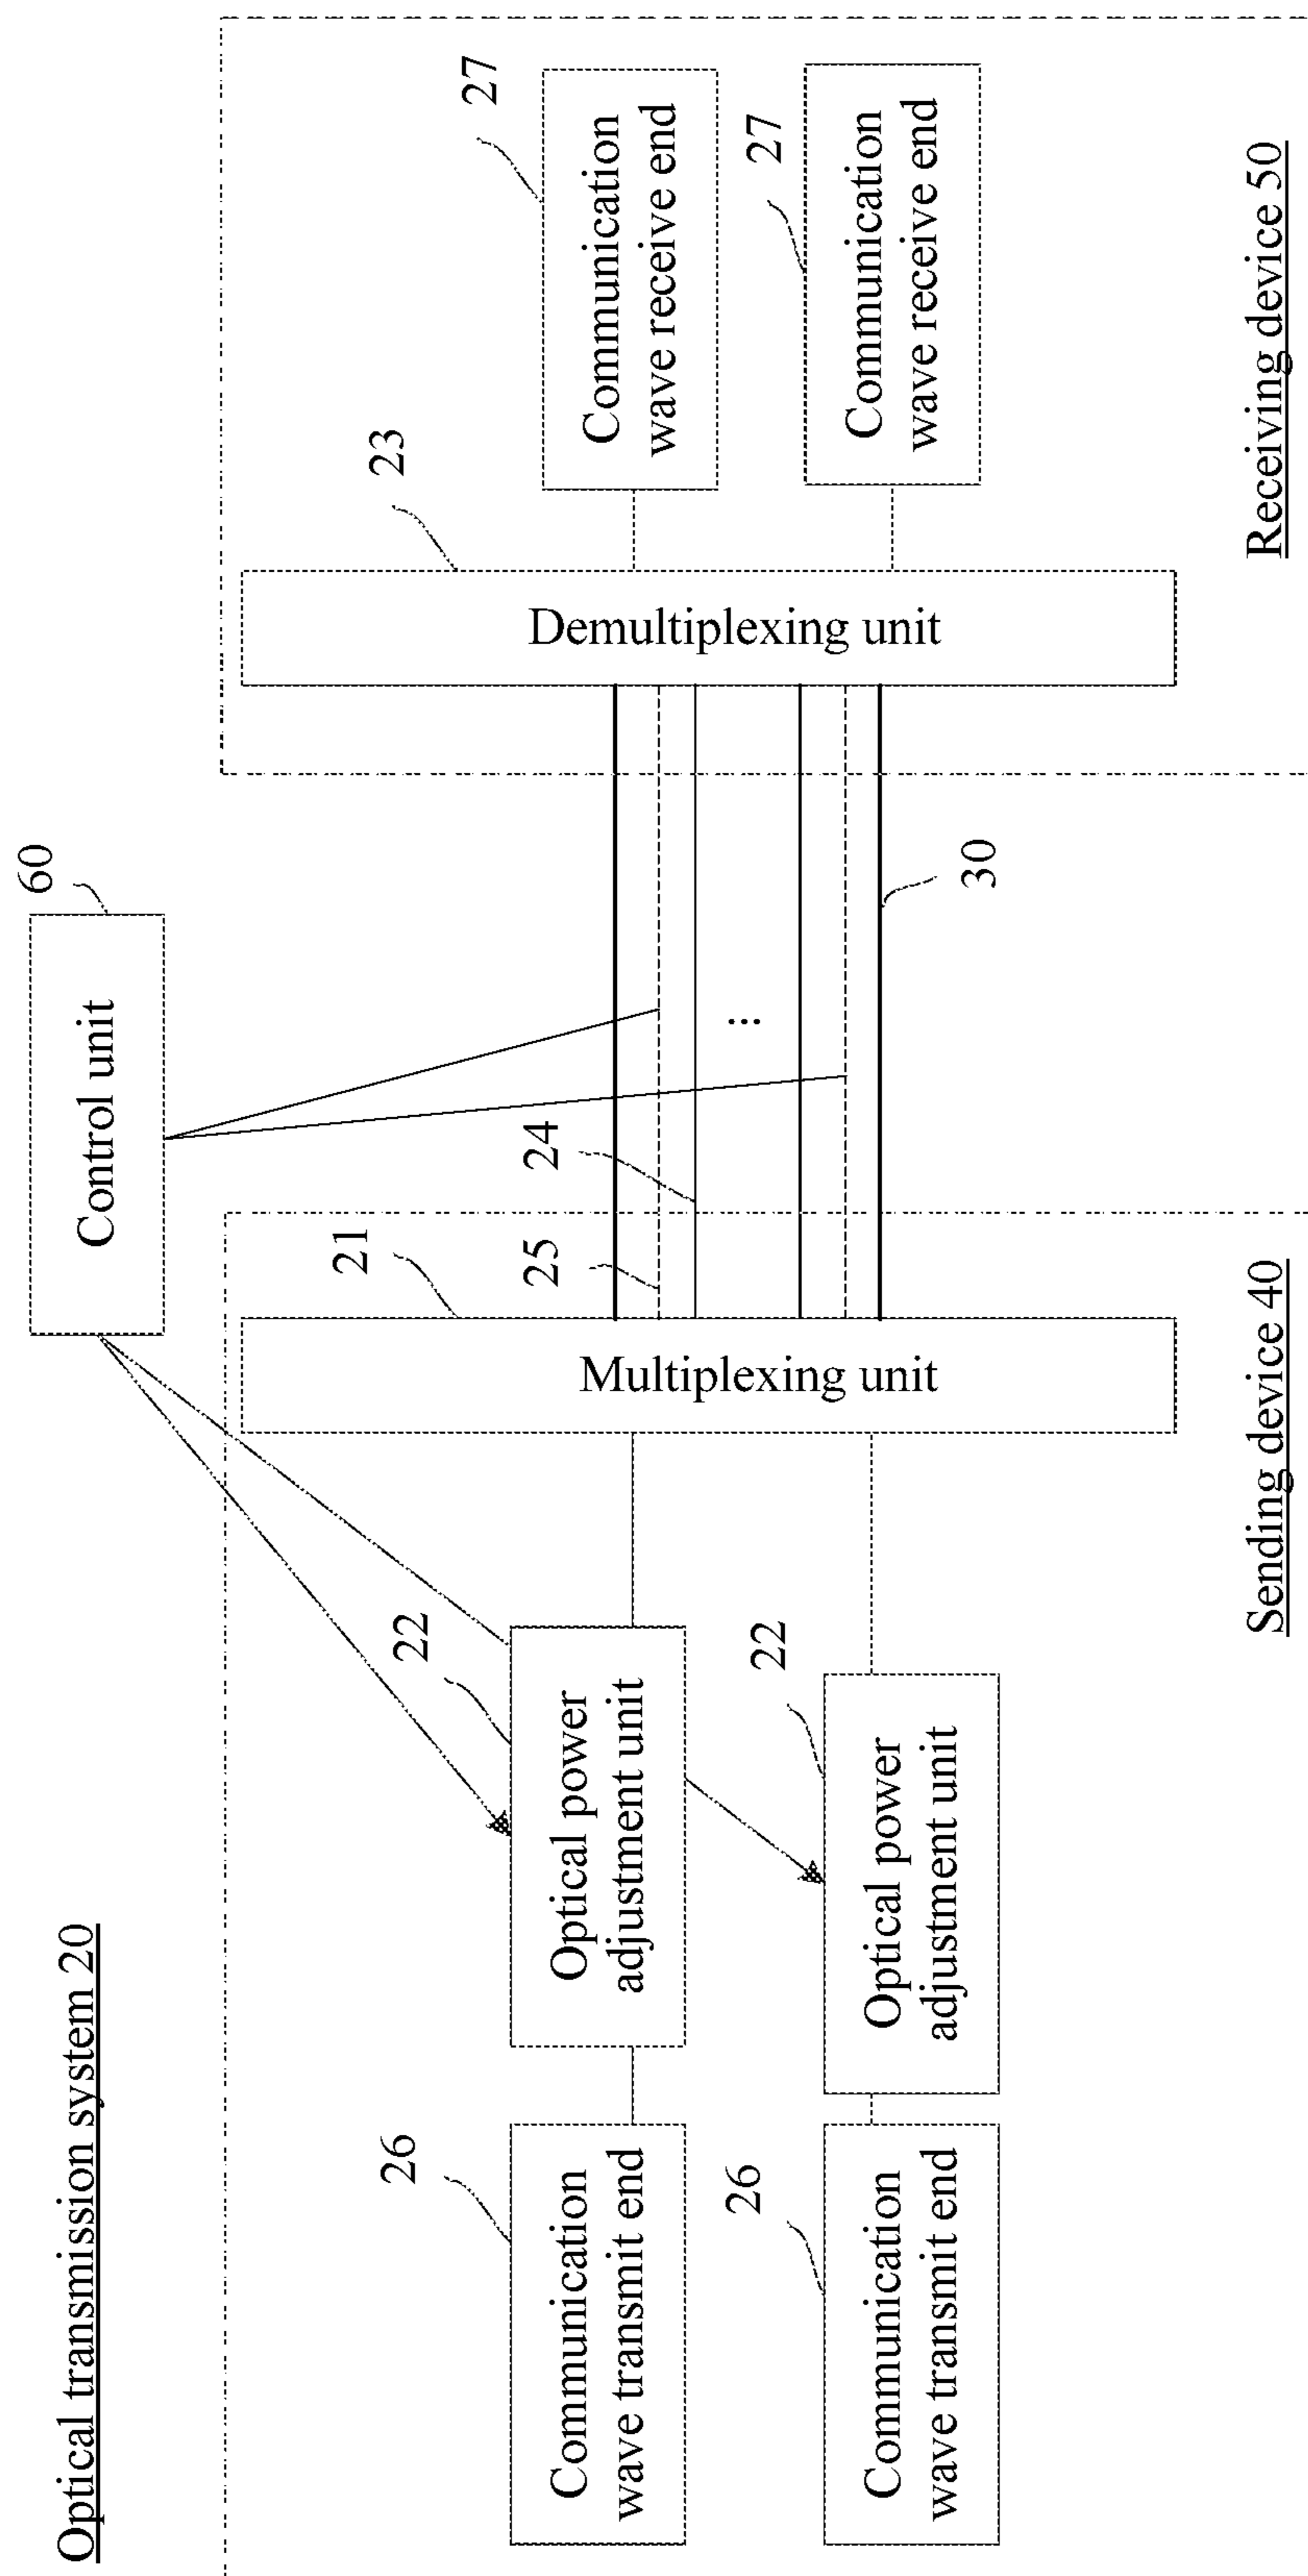 Optical transmission system 20
60
Control unit
26
Communication
wave transmit end
22
Optical power
adjustment unit
21
Multiplexing unit
25
24
23
Demultiplexing unit
27
Communication
wave receive end
26
Communication
wave transmit end
22
Optical power
adjustment unit
...
30
27
Communication
wave receive end
Sending device 40
Receiving device 50